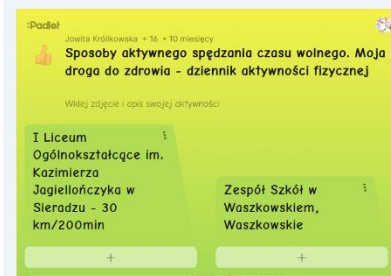 :Padlet
Jowita Królikowska • 16 • 10 miesięcy
Sposoby aktywnego spędzania czasu wolnego. Moja
droga do zdrowia - dziennik aktywności fizycznej
Wklej zdjęcie i opis swojej aktywności
I Liceum
Ogólnokształcące im.
Kazimierza
Jagiellończyka w
Sieradzu - 30
km/200min
+
Zespół Szkół w
Waszkowskiem,
Waszkowskie
+